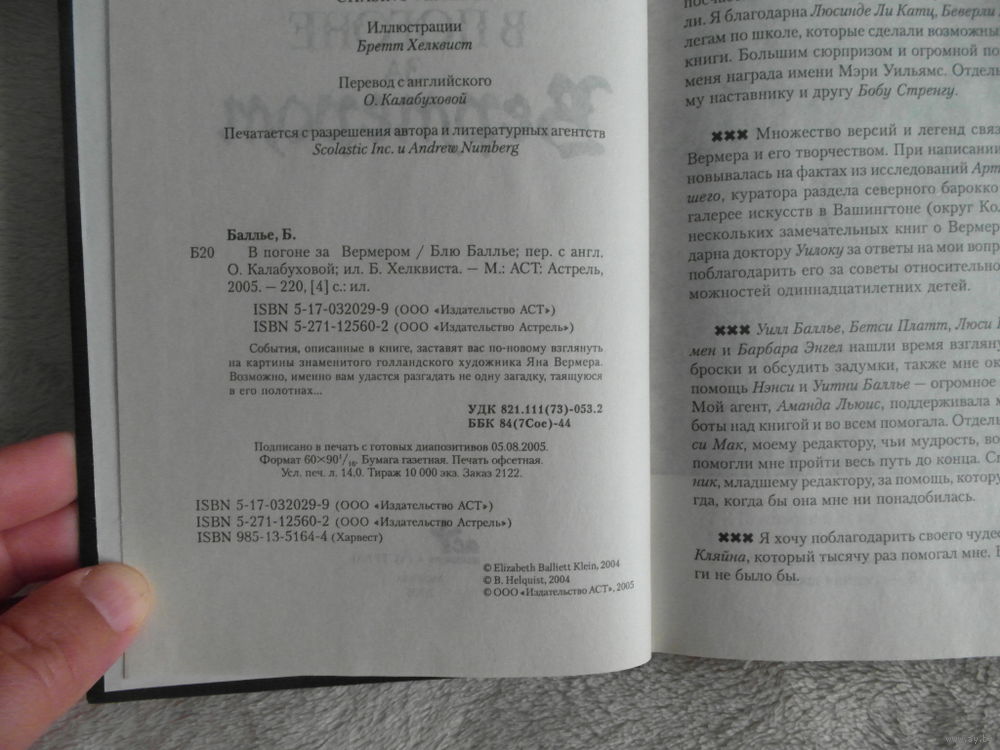 Иллюстрации
Бретт Хелквист
Перевод с английского
О. Калабуховой
Печатается с разрешения автора и литературных агентств
Scolastic Inc. и Andrew Numberg
Баллье, Б.
Б20 В погоне за Вермером / Блю Баллье; пер. с англ.
О. Калабуховой; ил. Б. Хелквиста. — М.: АСТ: Астрель,
2005. — 220, [4] с.: ил.
ISBN 5-17-032029-9 (ООО «Издательство АСТ»)
ISBN 5-271-12560-2 (ООО «Издательство Астрель»)
События, описанные в книге, заставят вас по-новому взглянуть
на картины знаменитого голландского художника Яна Вермера.
Возможно, именно вам удастся разгадать не одну загадку, таящуюся
в его полотнах...
УДК 821.111(73)-053.2
ББК 84(7Сое)-44
Подписано в печать с готовых диапозитивов 05.08.2005.
Формат 60×90¹/₁₆. Бумага газетная. Печать офсетная.
Усл. печ. л. 14,0. Тираж 10 000 экз. Заказ 2122.
ISBN 5-17-032029-9 (ООО «Издательство АСТ»)
ISBN 5-271-12560-2 (ООО «Издательство Астрель»)
ISBN 985-13-5164-4 (Харвест)
© Elizabeth Balliett Klein, 2004
© B. Helquist, 2004
© ООО «Издательство АСТ», 2005
ли. Я благодарна Люсинде Ли Катц, Беверли
легам по школе, которые сделали возможны
книги. Большим сюрпризом и огромной по
меня награда имени Мэри Уильямс. Отдель
му наставнику и другу Бобу Стренгу.
✖✖✖ Множество версий и легенд связ
Вермера и его творчеством. При написании
новывалась на фактах из исследований Арт
шего, куратора раздела северного барокко
галерее искусств в Вашингтоне (округ Кол
нескольких замечательных книг о Вермер
дарна доктору Уилоку за ответы на мои вопр
поблагодарить его за советы относительно
можностей одиннадцатилетних детей.
✖✖✖ Уилл Баллье, Бетси Платт, Люси
мен и Барбара Энгел нашли время взгляну
броски и обсудить задумки, также мне ок
помощь Нэнси и Уитни Баллье — огромное
Мой агент, Аманда Льюис, поддерживала м
боты над книгой и во всем помогала. Отдел
си Мак, моему редактору, чьи мудрость, во
помогли мне пройти весь путь до конца. Сп
ник, младшему редактору, за помощь, котору
гда, когда бы она мне ни понадобилась.
✖✖✖ Я хочу поблагодарить своего чудес
Кляйна, который тысячу раз помогал мне. Б
ги не было бы.
www.ay.by